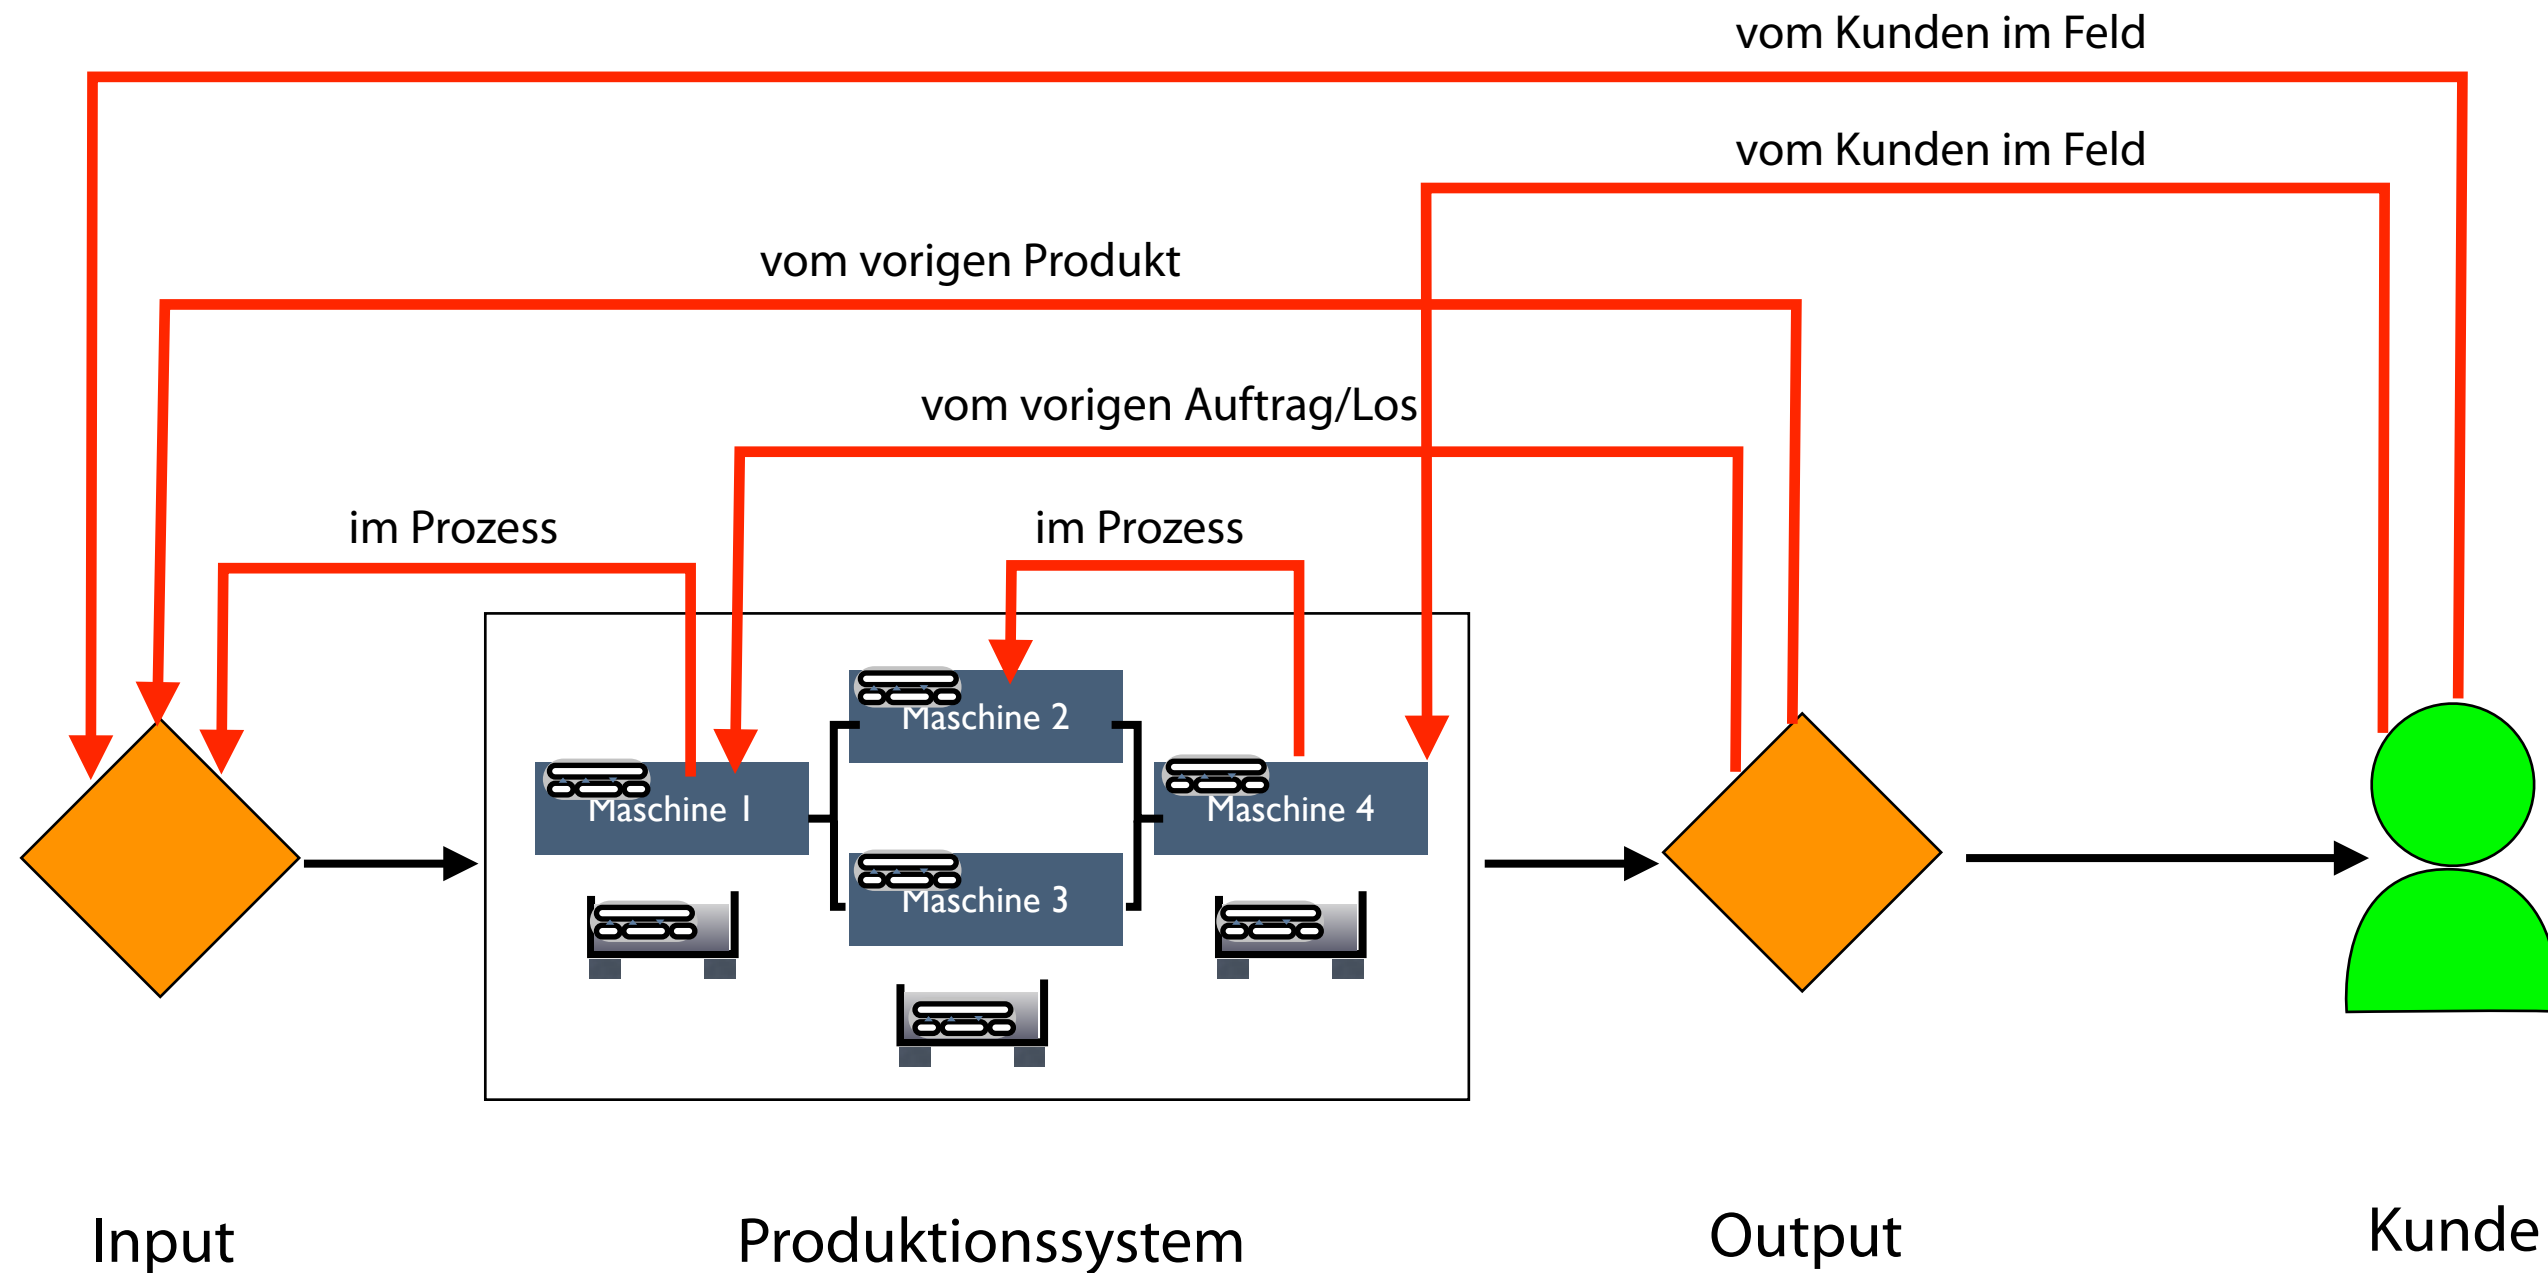 vom Kunden im Feld
vom Kunden im Feld
vom vorigen Produkt
vom vorigen Auftrag/Los
im Prozess
im Prozess
Maschine 2
Maschine 1
Maschine 4
Maschine 3
Input
Produktionssystem
Output
Kunde